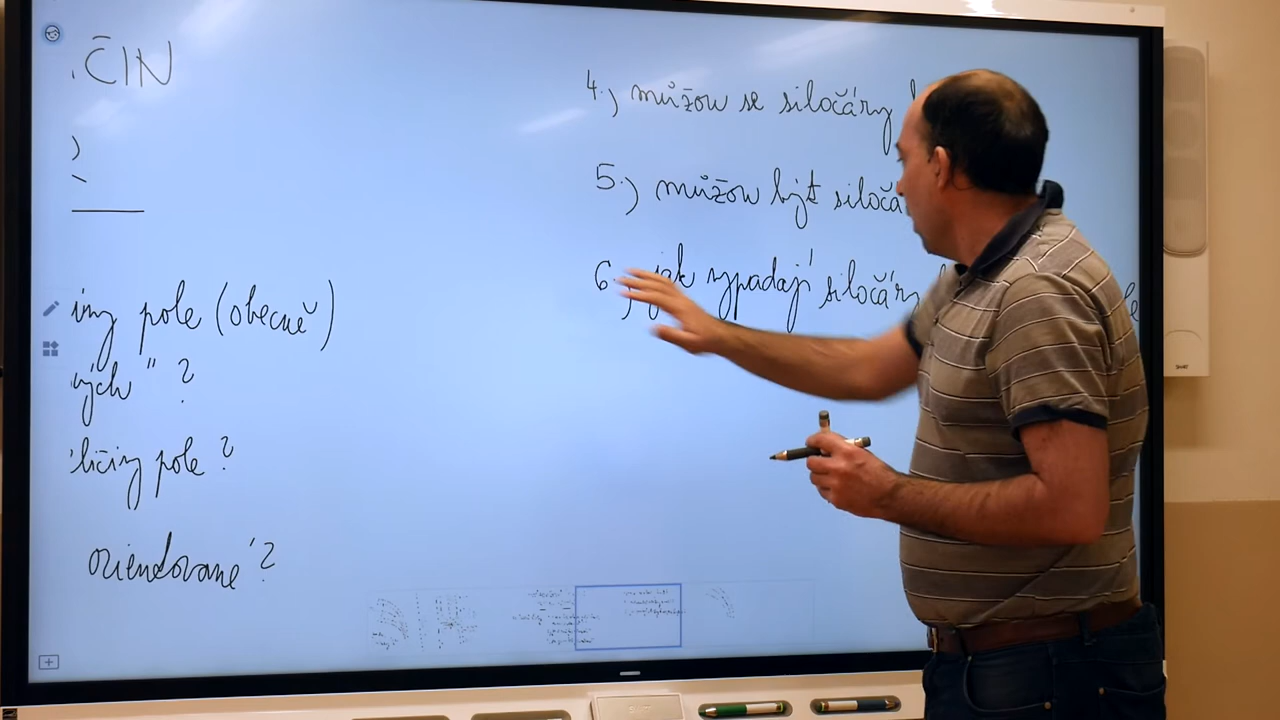 ČIN
iny pole (obecně)
ých" ?
ličiny pole ?
orientované ?
4.) můžou se siločáry
5.) můžou být siločá
6.) jak vypadají siločáry